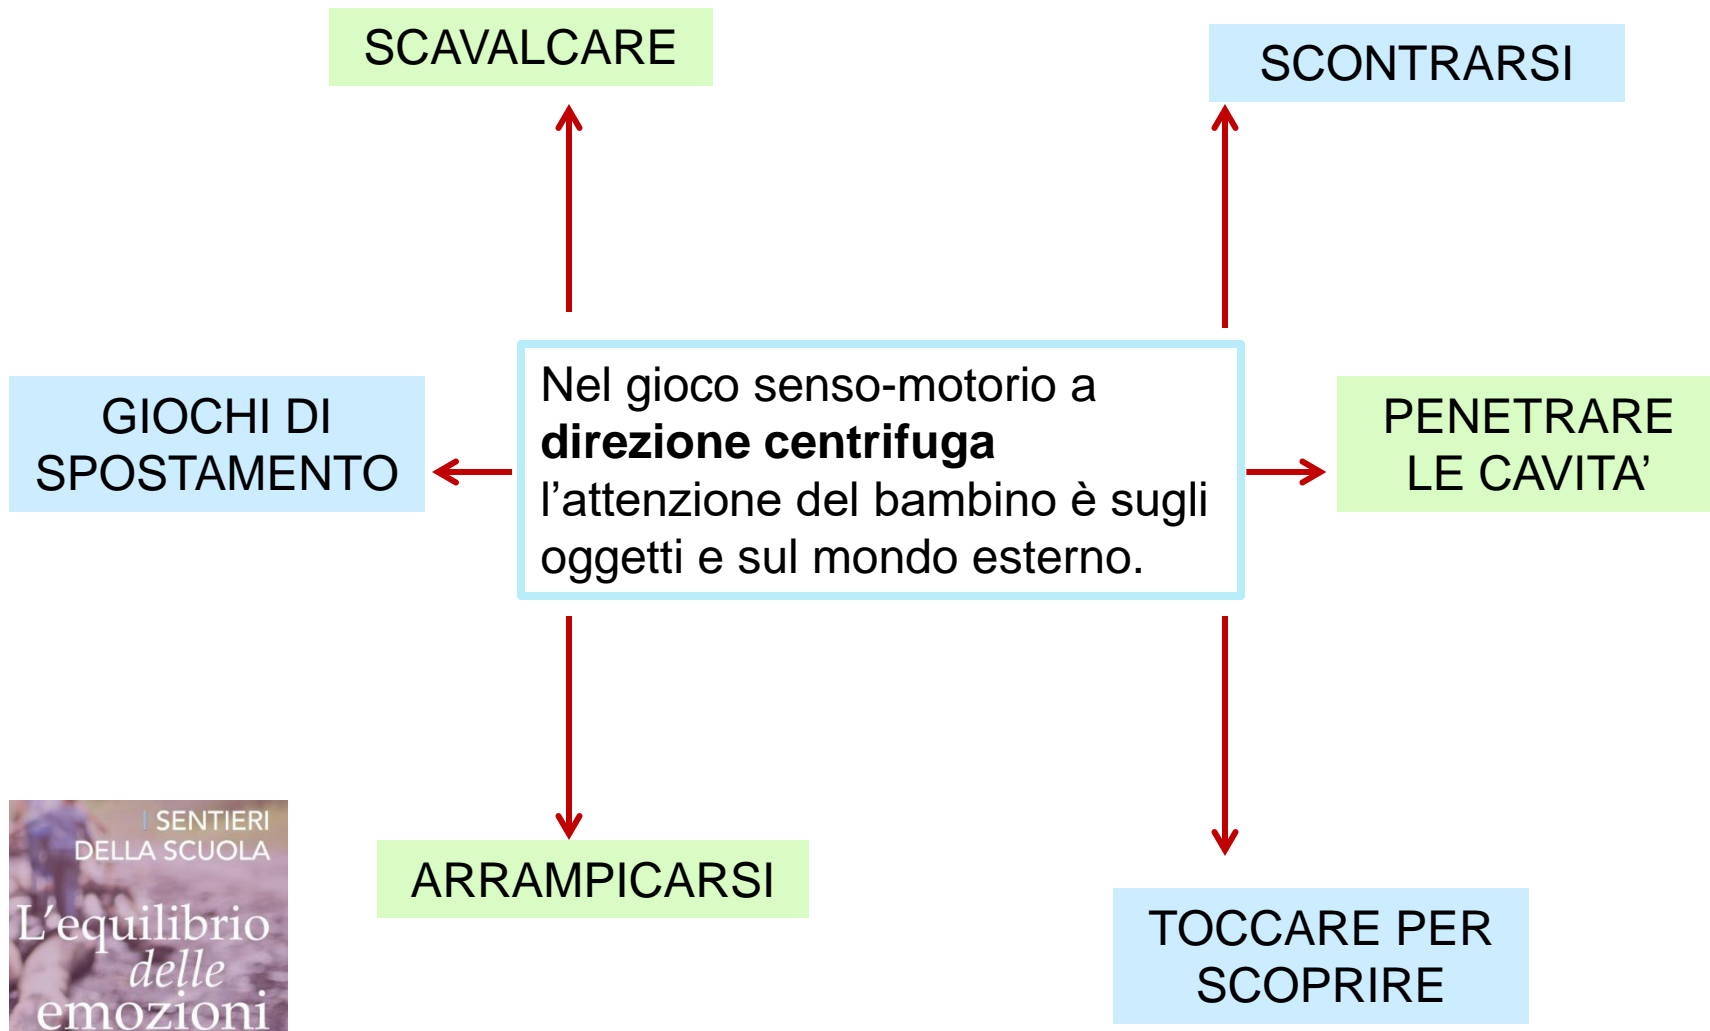 SCAVALCARE
SCONTRARSI
GIOCHI DI
SPOSTAMENTO
Nel gioco senso-motorio a
direzione centrifuga
l’attenzione del bambino è sugli
oggetti e sul mondo esterno.
PENETRARE
LE CAVITA’
ARRAMPICARSI
TOCCARE PER
SCOPRIRE
I SENTIERI
DELLA SCUOLA
L’equilibrio
delle
emozioni